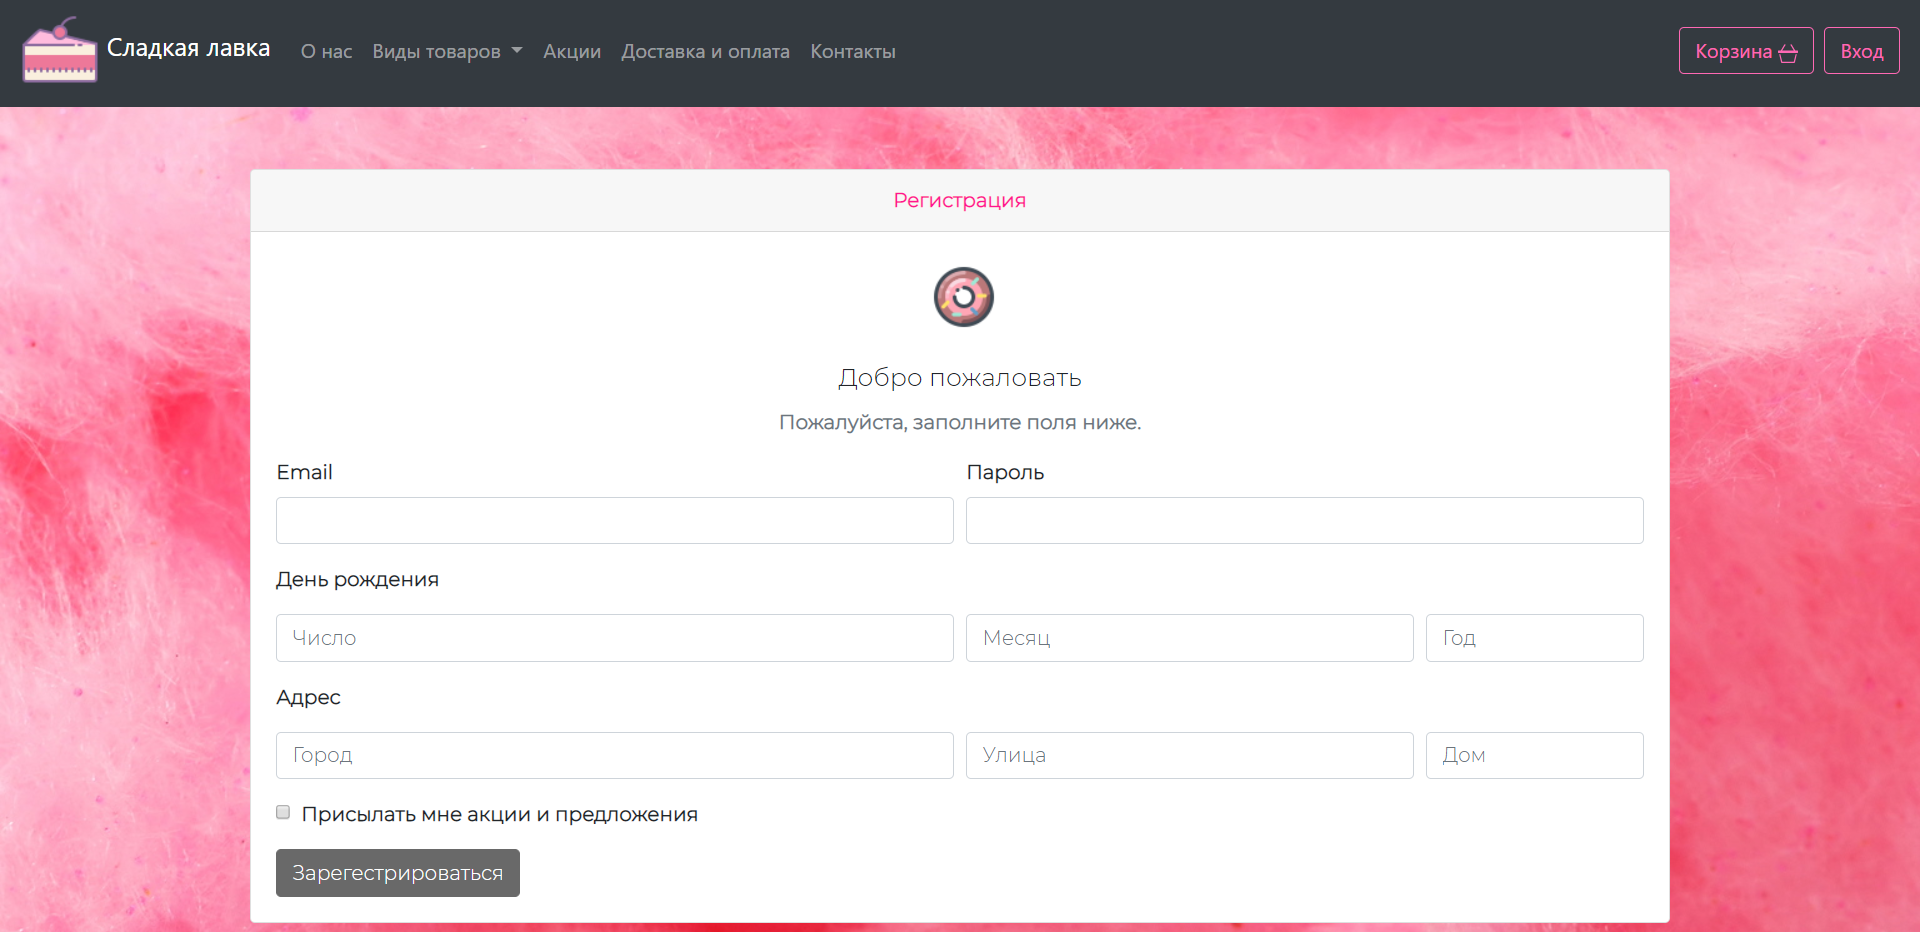 Сладкая лавка О нас Виды товаров Акции Доставка и оплата Контакты Корзина Вход
Регистрация
Добро пожаловать
Пожалуйста, заполните поля ниже.
Email Пароль
День рождения
Число Месяц Год
Адрес
Город Улица Дом
Присылать мне акции и предложения
Зарегестрироваться